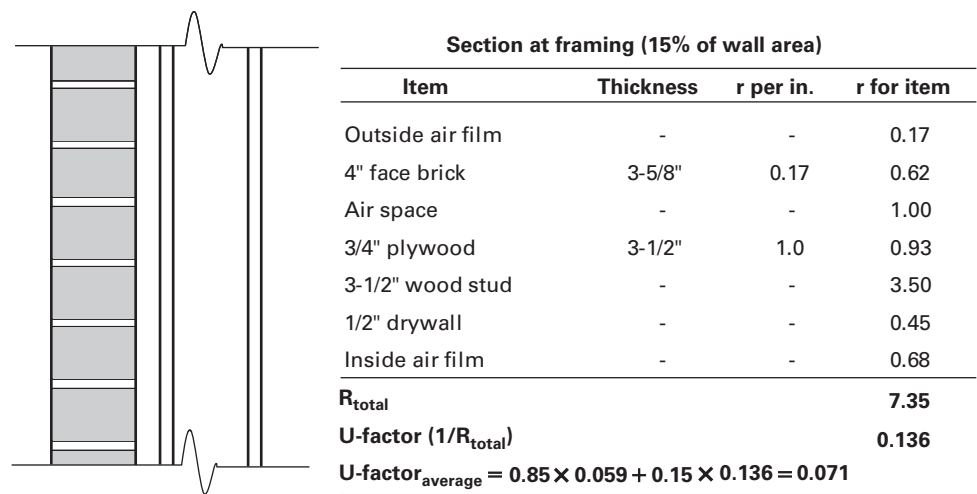 Section at framing (15% of wall area)
Item Thickness r per in. r for item
Outside air film - - 0.17
4" face brick 3-5/8" 0.17 0.62
Air space - - 1.00
3/4" plywood 3-1/2" 1.0 0.93
3-1/2" wood stud - - 3.50
1/2" drywall - - 0.45
Inside air film - - 0.68
R_total 7.35
U-factor (1/R_total) 0.136
U-factor_average = 0.85 × 0.059 + 0.15 × 0.136 = 0.071